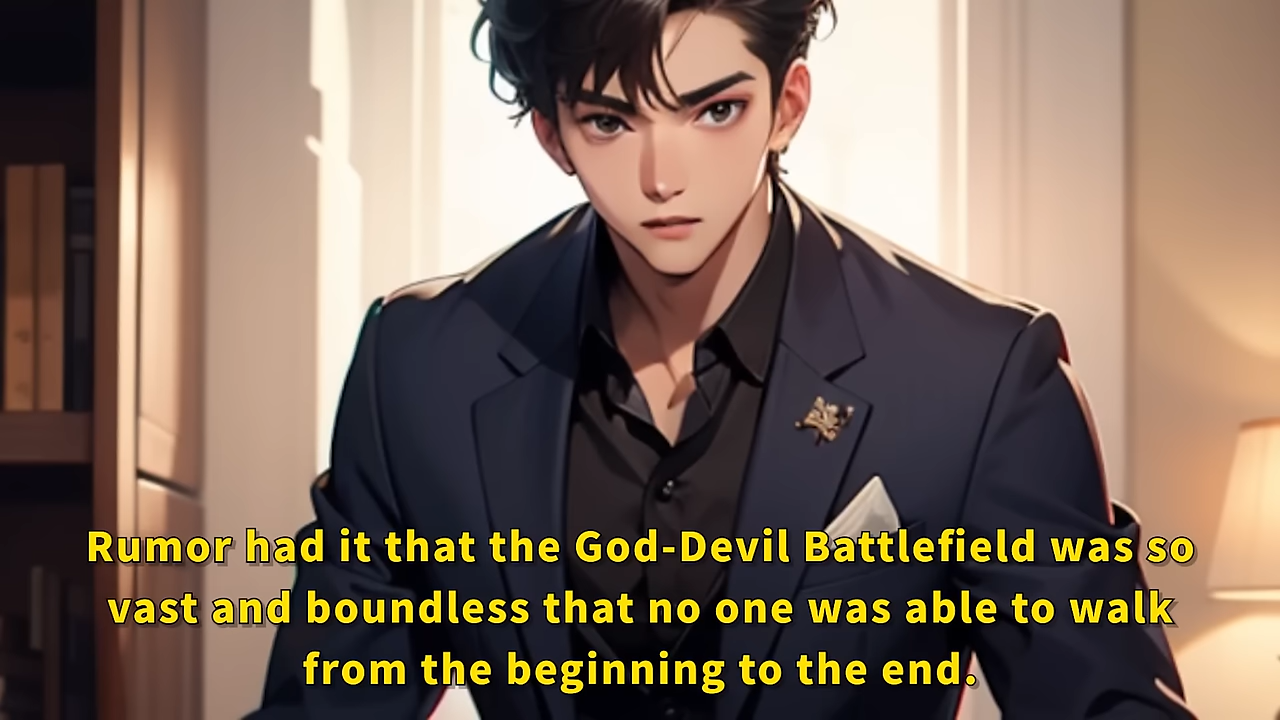 Rumor had it that the God-Devil Battlefield was so
vast and boundless that no one was able to walk
from the beginning to the end.